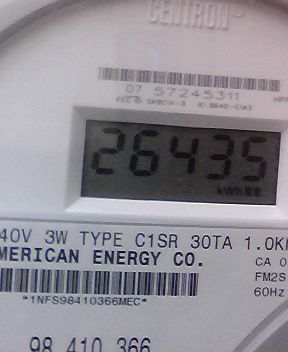 CENTRON®
07 57245311
26435
kWh
40V 3W TYPE C1SR 30TA 1.0K
MERICAN ENERGY CO.
CA 0
FM2S
60Hz
*1NFS98410366MEC*
98 410 366